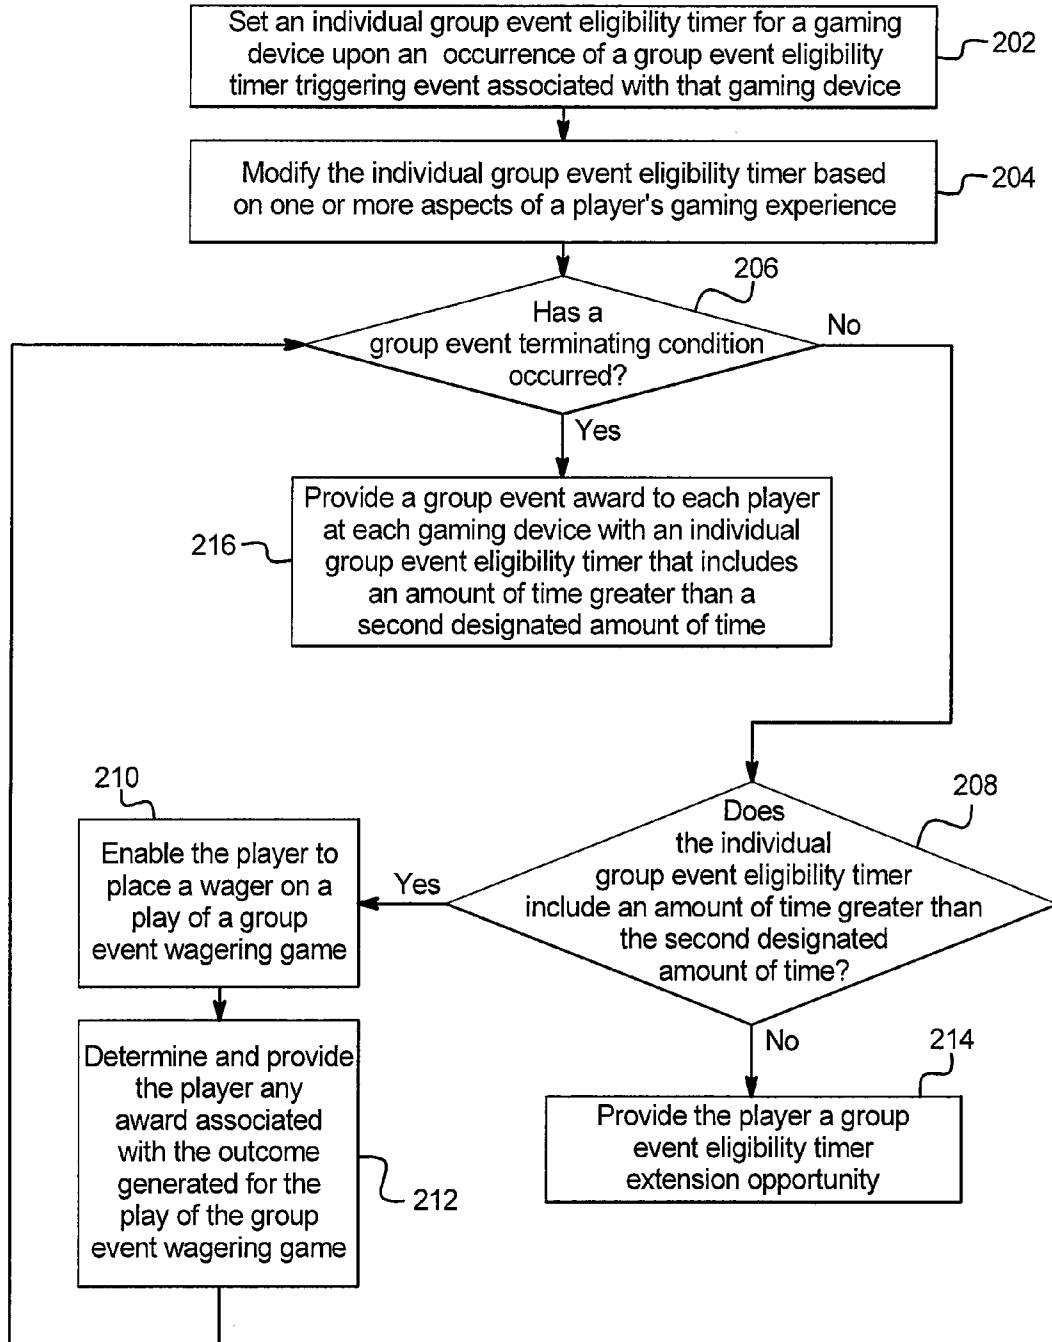 Set an individual group event eligibility timer for a gaming
device upon an occurrence of a group event eligibility
timer triggering event associated with that gaming device
202
Modify the individual group event eligibility timer based
on one or more aspects of a player's gaming experience
204
206
Has a
group event terminating condition
occurred?
No
Yes
Provide a group event award to each player
at each gaming device with an individual
group event eligibility timer that includes
an amount of time greater than a
second designated amount of time
216
208
Does
the individual
group event eligibility timer
include an amount of time greater than
the second designated
amount of time?
Yes
No
210
Enable the player to
place a wager on a
play of a group
event wagering game
Determine and provide
the player any
award associated
with the outcome
generated for the
play of the group
event wagering game
212
214
Provide the player a group
event eligibility timer
extension opportunity